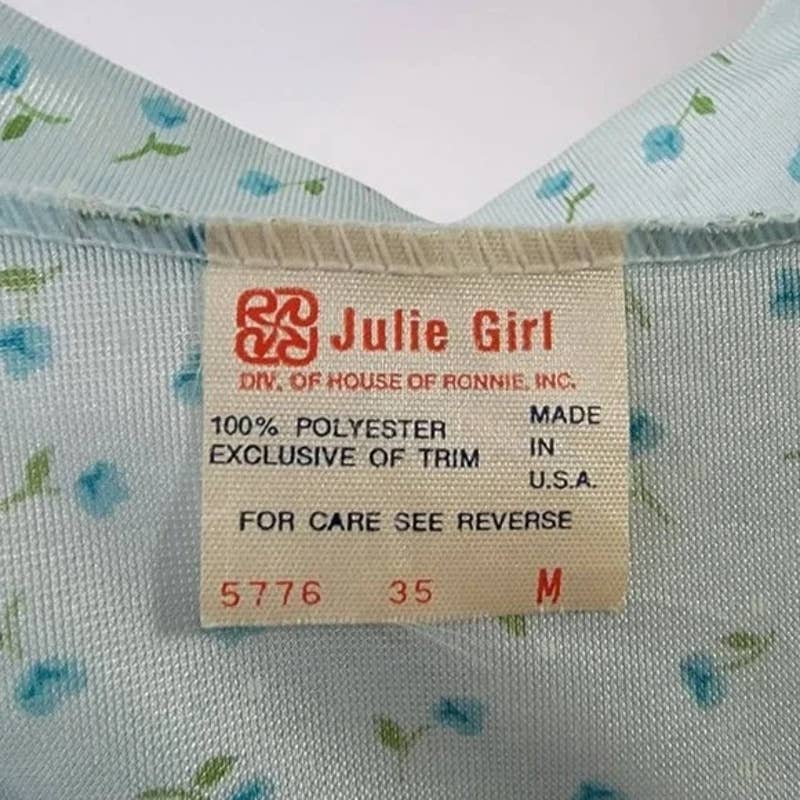 Julie Girl
DIV. OF HOUSE OF RONNIE, INC.
100% POLYESTER
EXCLUSIVE OF TRIM
MADE
IN
U.S.A.
FOR CARE SEE REVERSE
5776 35 M